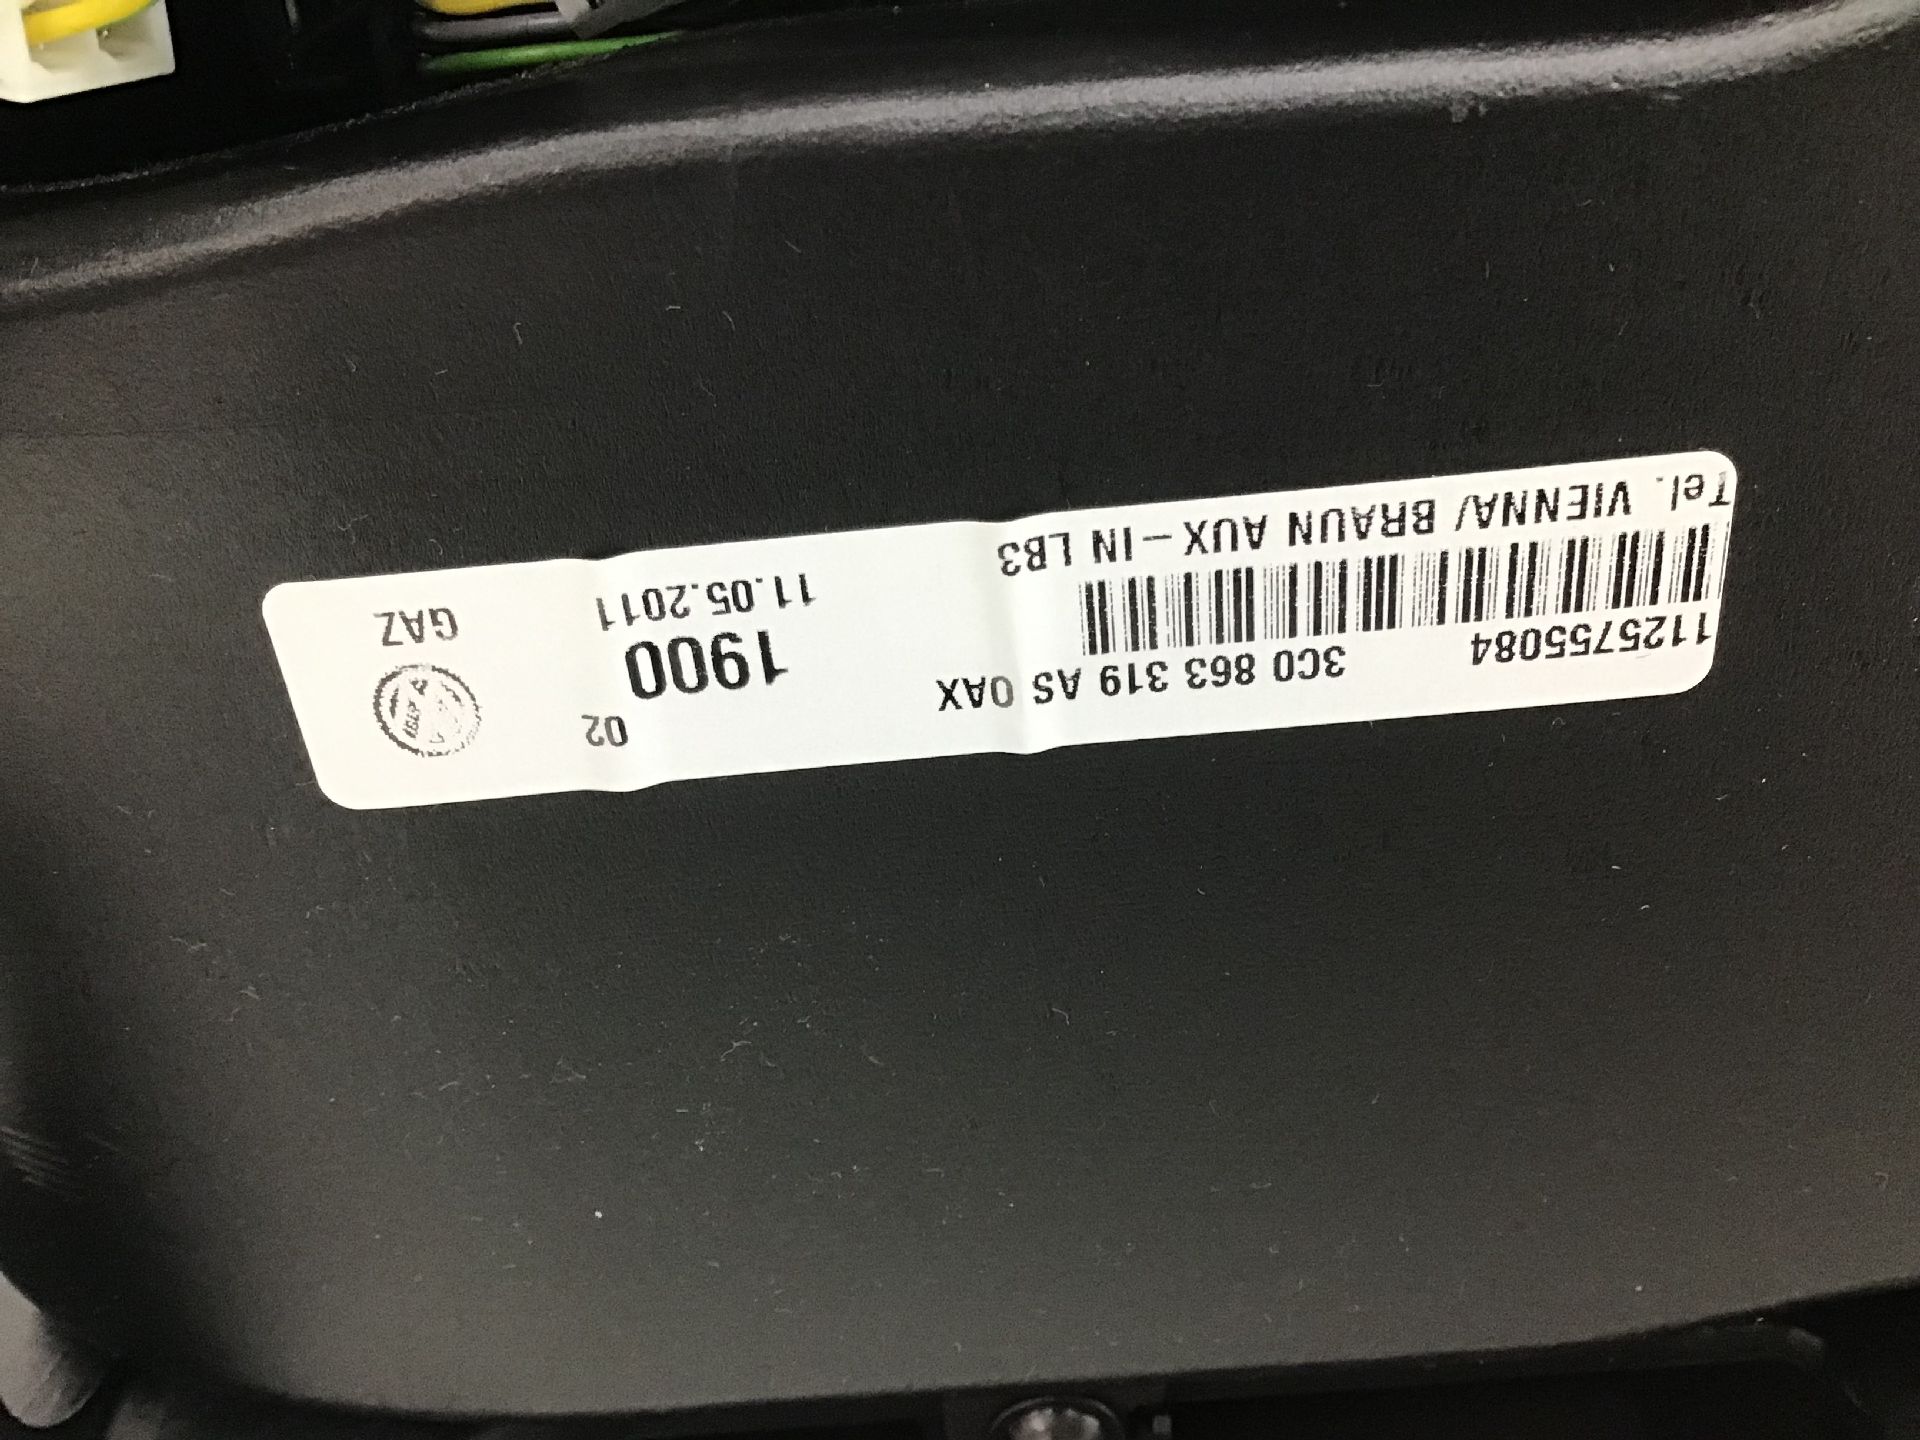 1125755084
3C0 863 319 AS 0AX
02
1900
11.05.2011
GAZ
Tel. VIENNA/ BRAUN AUX-IN LB3